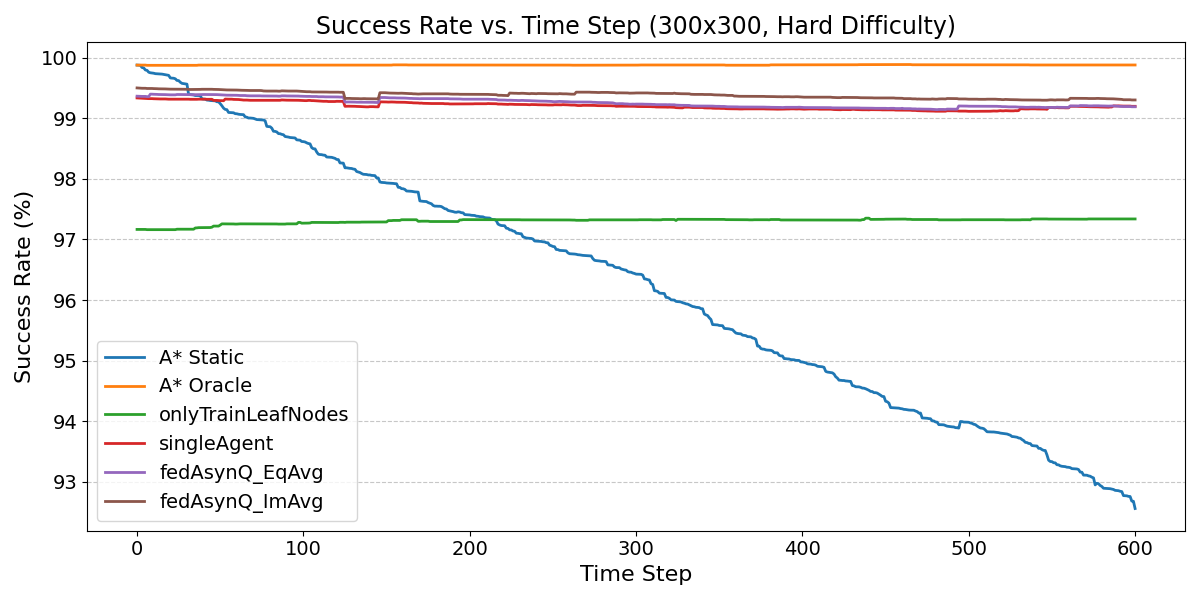 Success Rate vs. Time Step (300x300, Hard Difficulty)
Success Rate (%)
100
99
98
97
96
95
94
93
A* Static
A* Oracle
onlyTrainLeafNodes
singleAgent
fedAsynQ_EqAvg
fedAsynQ_ImAvg
0 100 200 300 400 500 600
Time Step